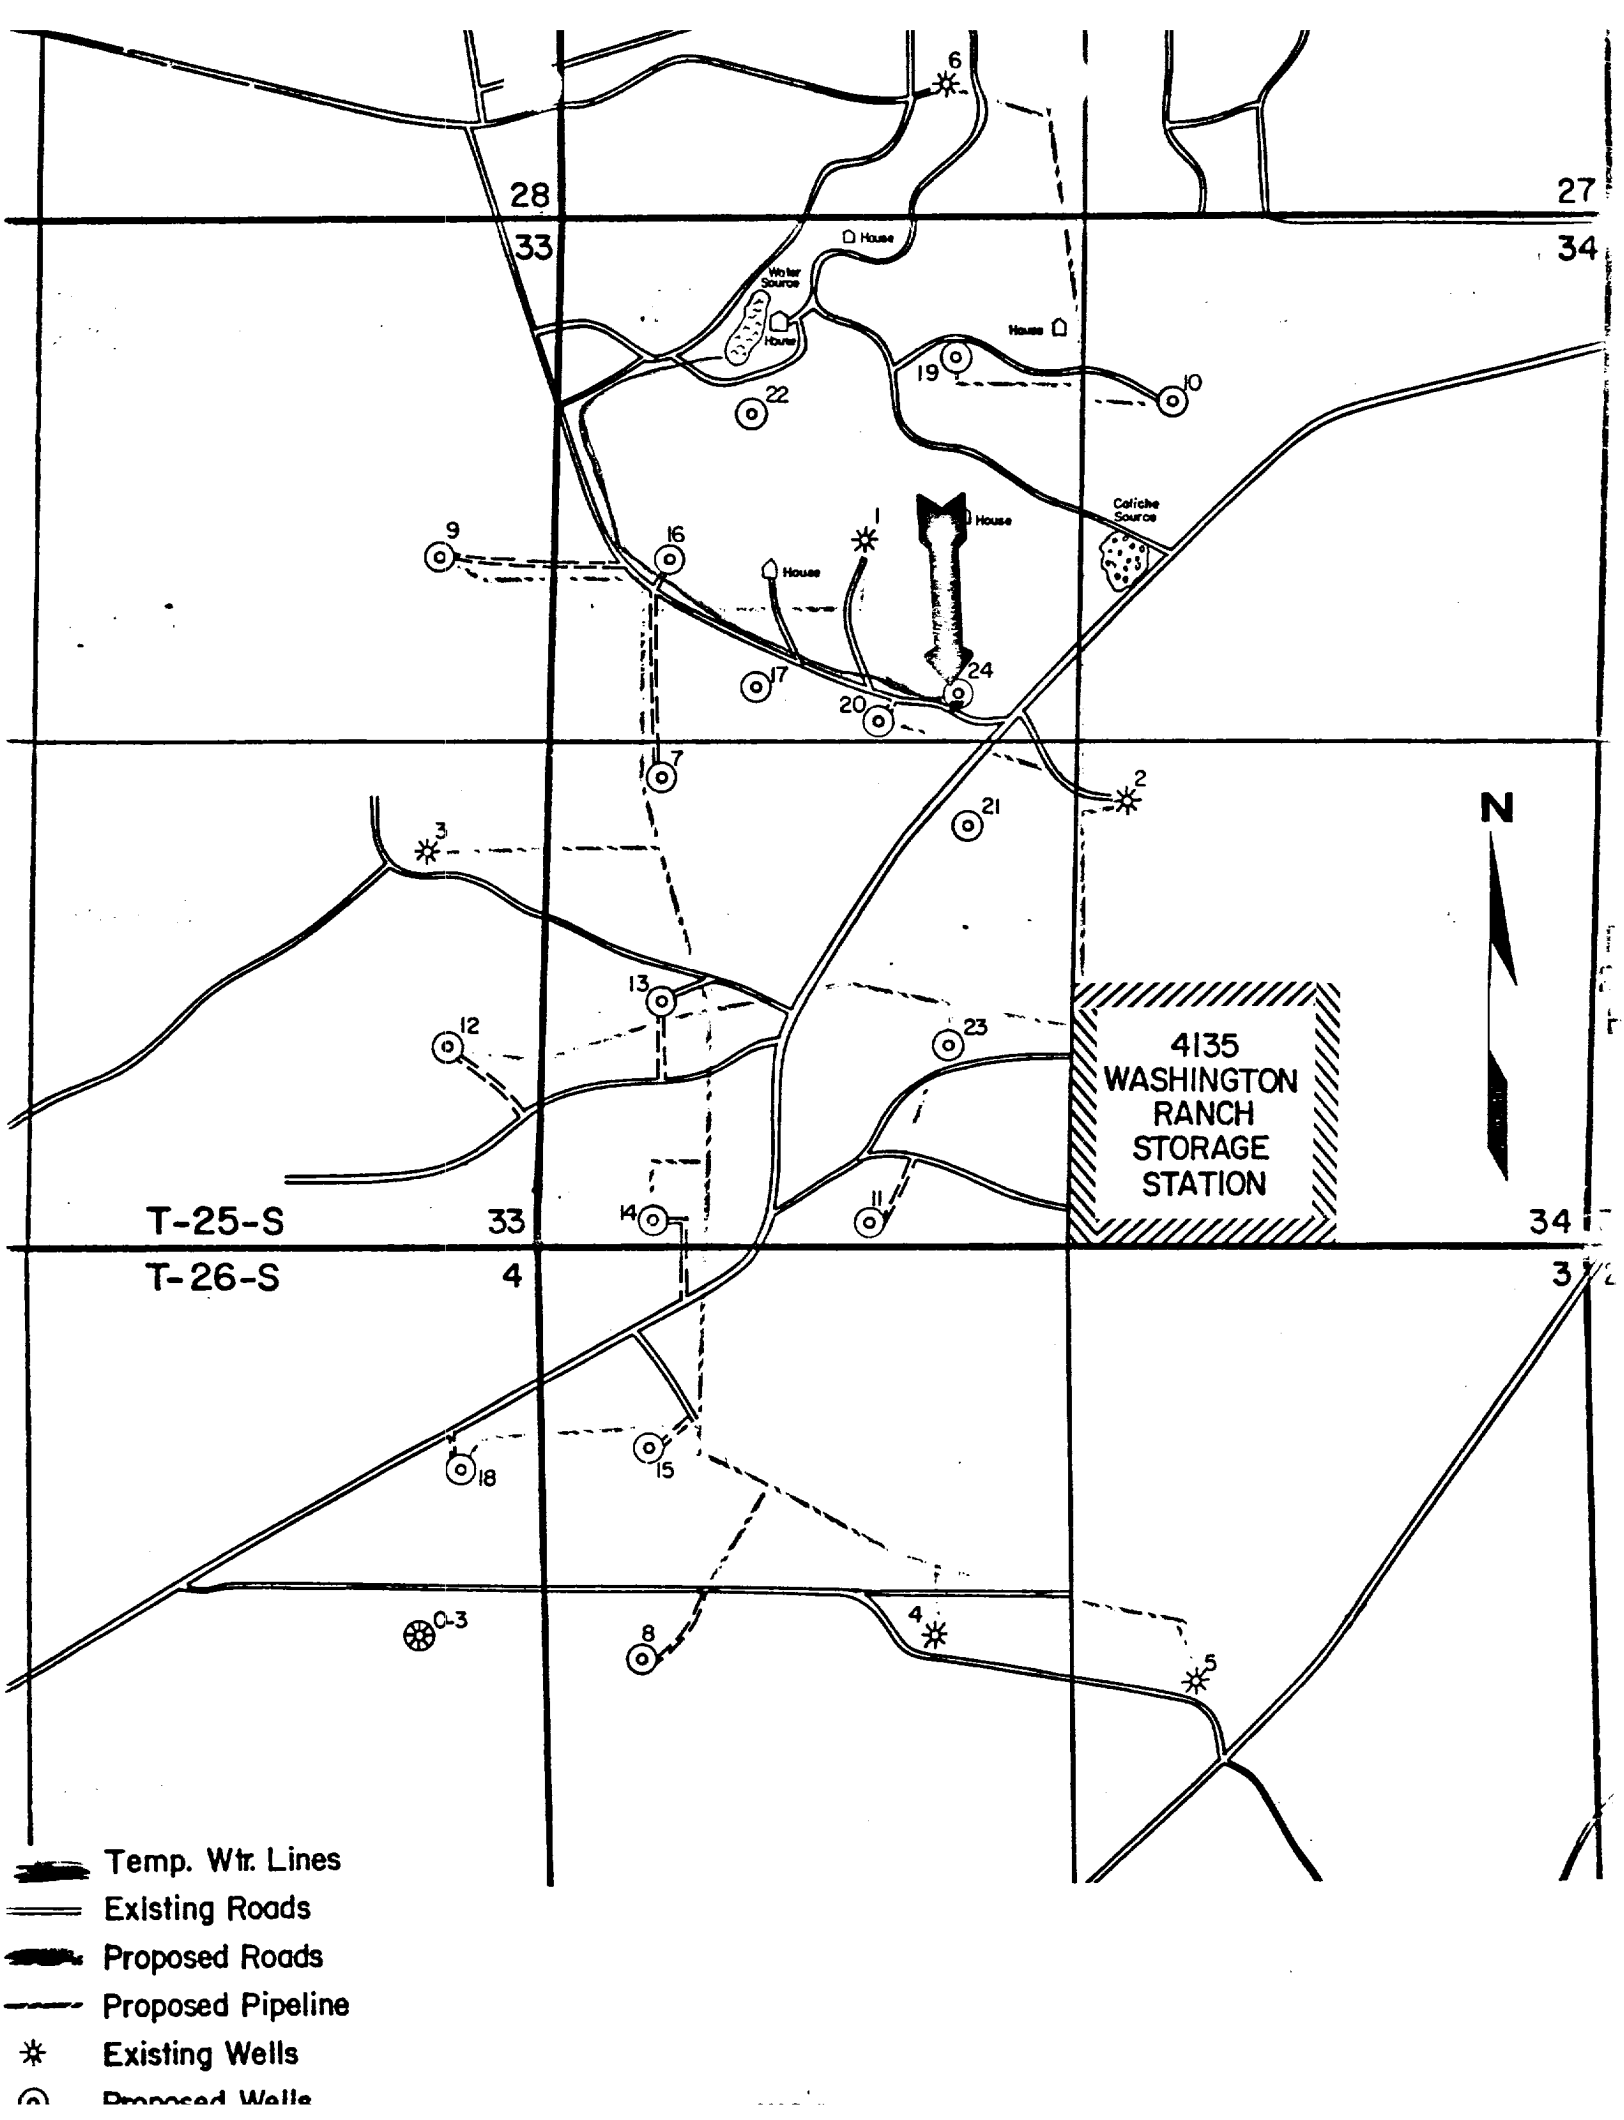 6
28
27
33
34
House
Water
Source
House
House
19
10
22
Caliche
Source
1
House
9
16
House
24
17
20
7
2
21
3
N
13
12
23
4135
WASHINGTON
RANCH
STORAGE
STATION
14
11
T-25-S
33
34
T-26-S
4
3
18
15
0-3
8
4
5
Temp. Wtr. Lines
Existing Roads
Proposed Roads
Proposed Pipeline
Existing Wells
Proposed Wells